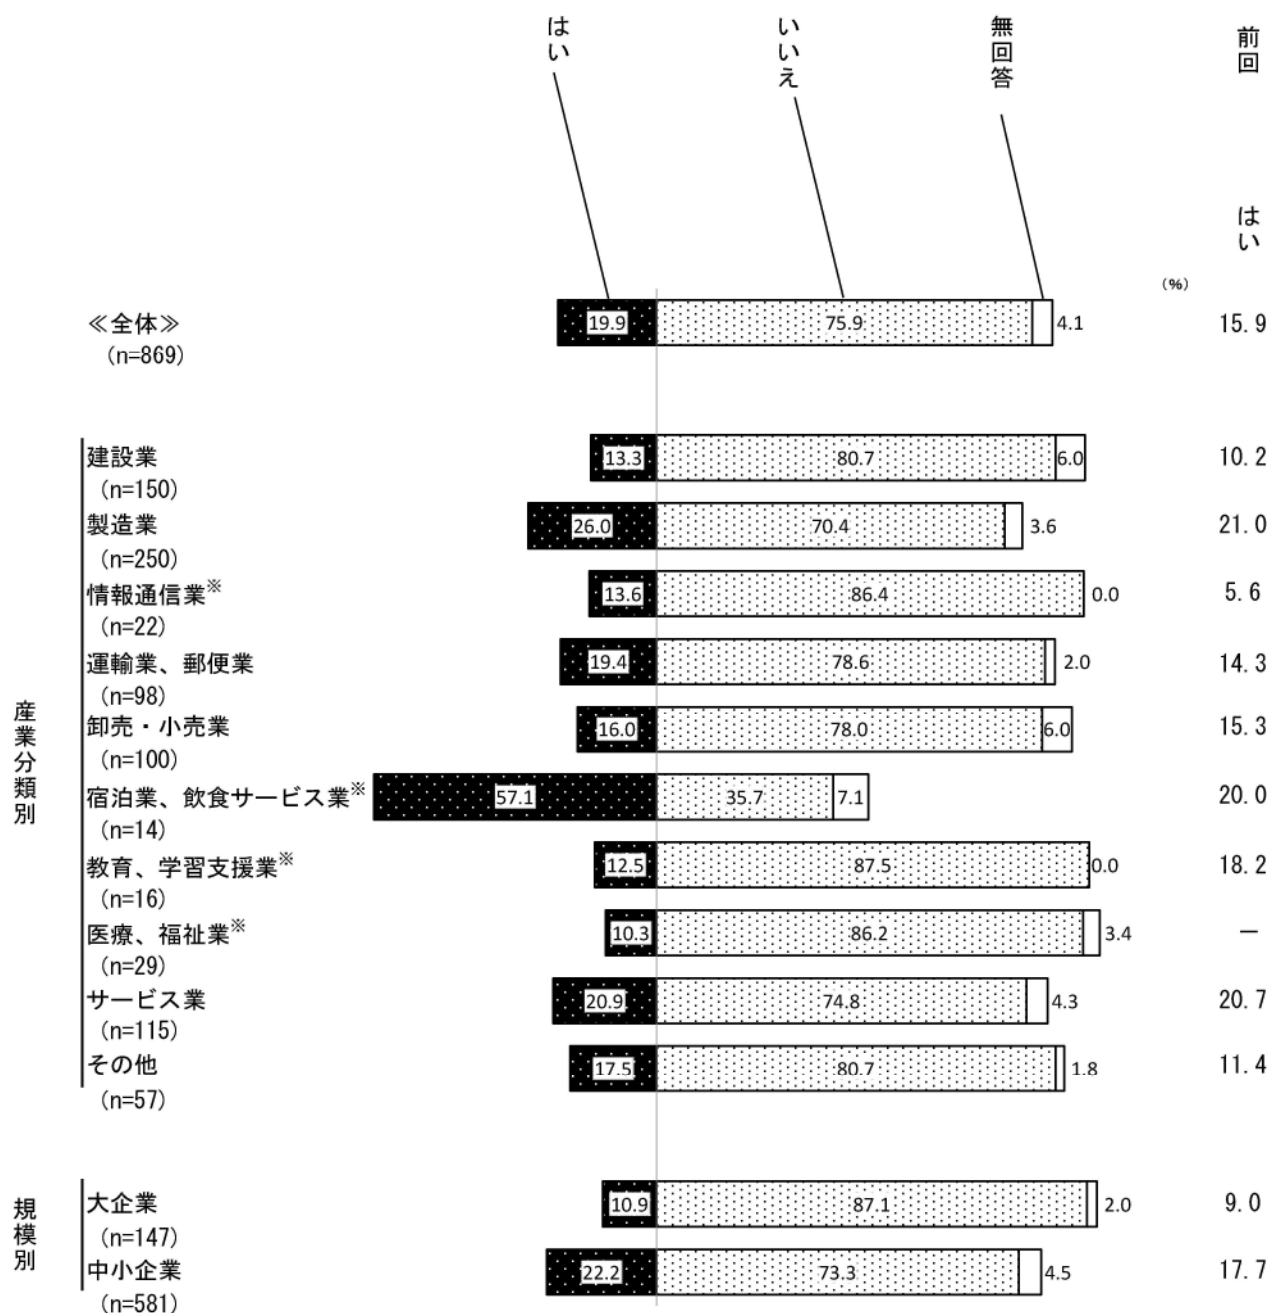 はい
いいえ
無回答
前回
はい
(%)
≪全体≫
19.9
75.9
4.1
15.9
(n=869)
産業分類別
建設業
13.3
80.7
6.0
10.2
(n=150)
製造業
26.0
70.4
3.6
21.0
(n=250)
情報通信業※
13.6
86.4
0.0
5.6
(n=22)
運輸業、郵便業
19.4
78.6
2.0
14.3
(n=98)
卸売・小売業
16.0
78.0
6.0
15.3
(n=100)
宿泊業、飲食サービス業※
57.1
35.7
7.1
20.0
(n=14)
教育、学習支援業※
12.5
87.5
0.0
18.2
(n=16)
医療、福祉業※
10.3
86.2
3.4
－
(n=29)
サービス業
20.9
74.8
4.3
20.7
(n=115)
その他
17.5
80.7
1.8
11.4
(n=57)
規模別
大企業
10.9
87.1
2.0
9.0
(n=147)
中小企業
22.2
73.3
4.5
17.7
(n=581)